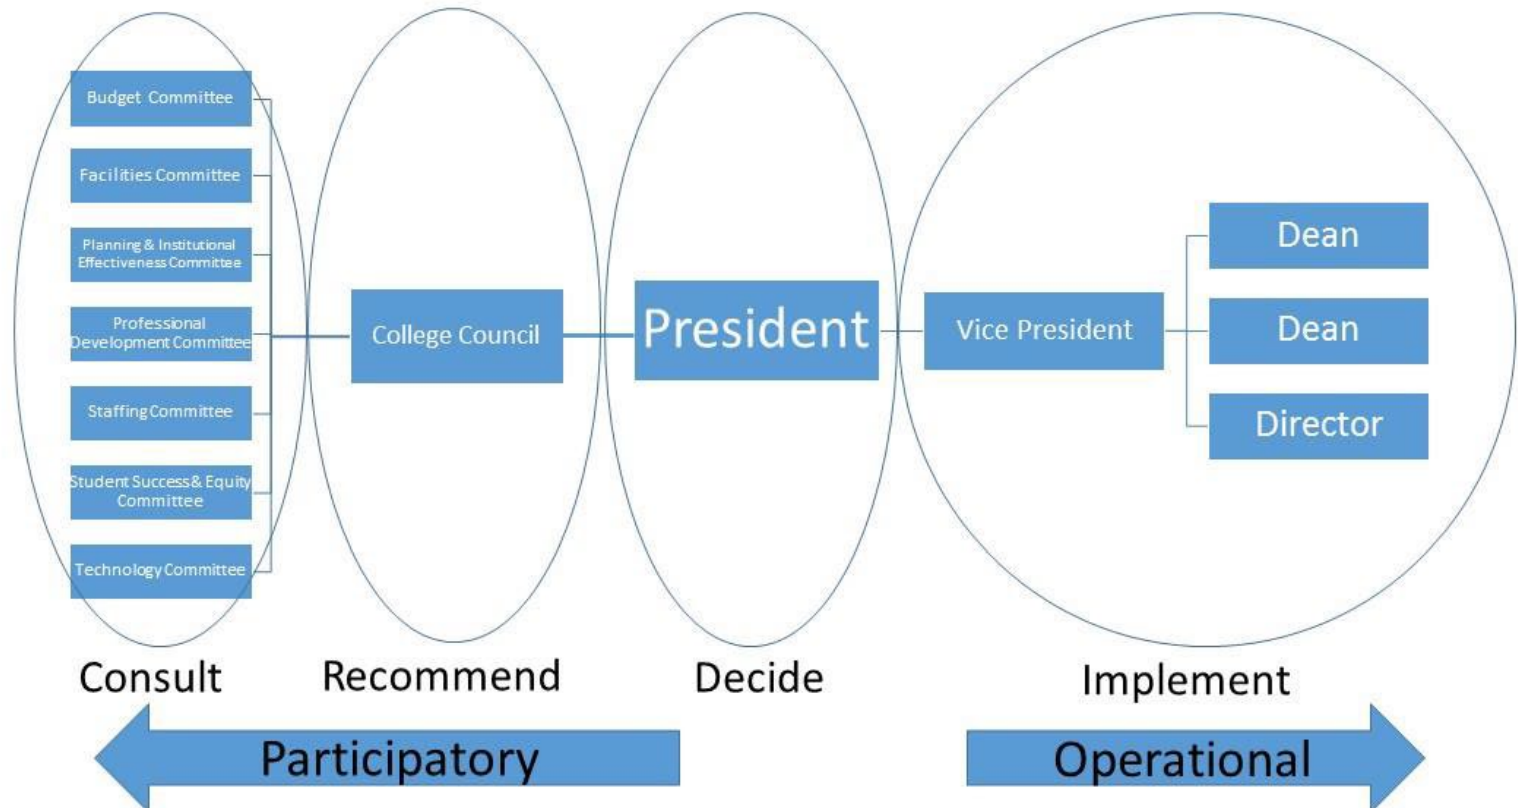 Budget Committee
Facilities Committee
Planning & Institutional
Effectiveness Committee
Professional
Development Committee
Staffing Committee
Student Success & Equity
Committee
Technology Committee
College Council
President
Vice President
Dean
Dean
Director
Consult
Recommend
Decide
Implement
Participatory
Operational